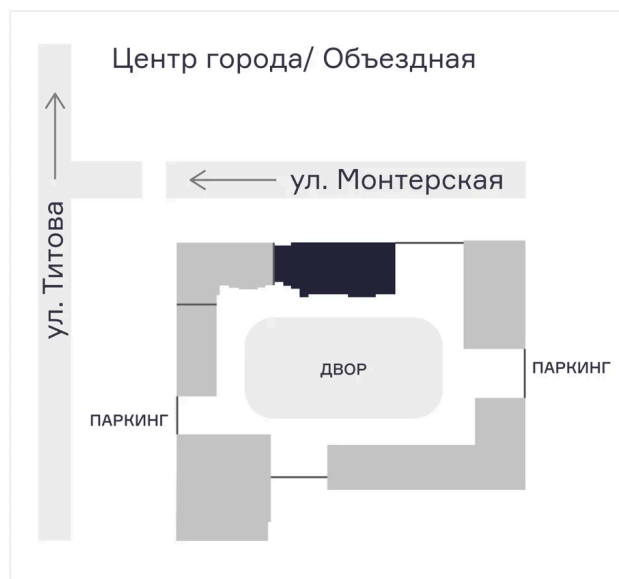 Центр города/ Объездная
ул. Монтерская
ул. Титова
ДВОР
ПАРКИНГ
ПАРКИНГ